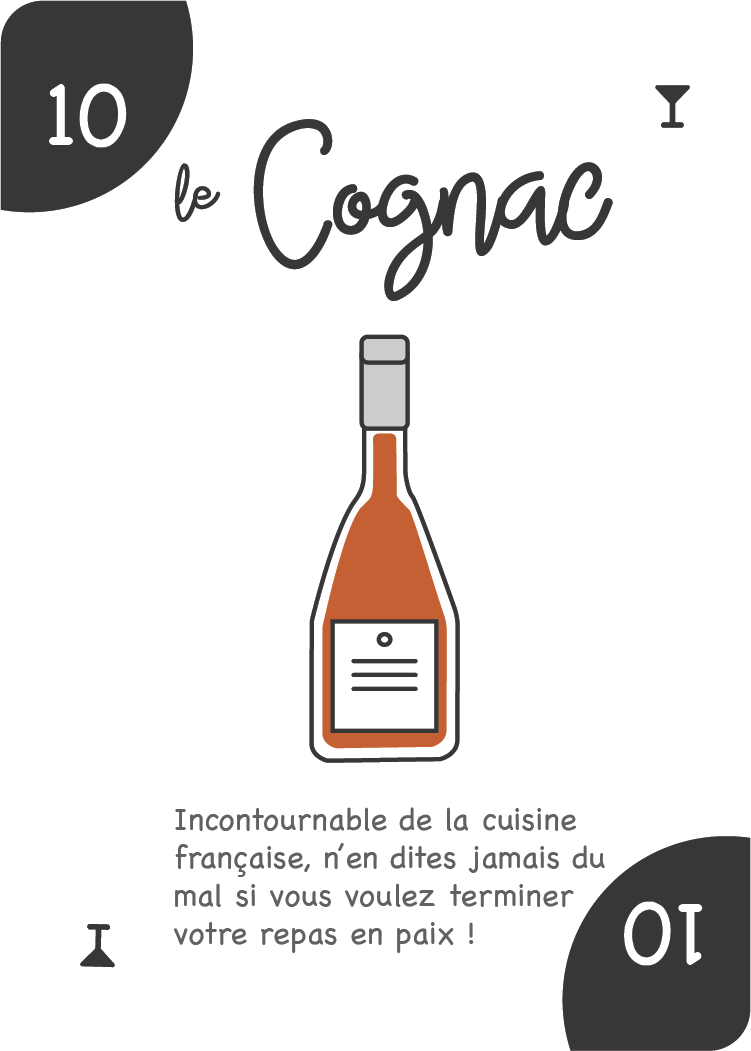 10
le Cognac
Incontournable de la cuisine
française, n'en dites jamais du
mal si vous voulez terminer
votre repas en paix !
10